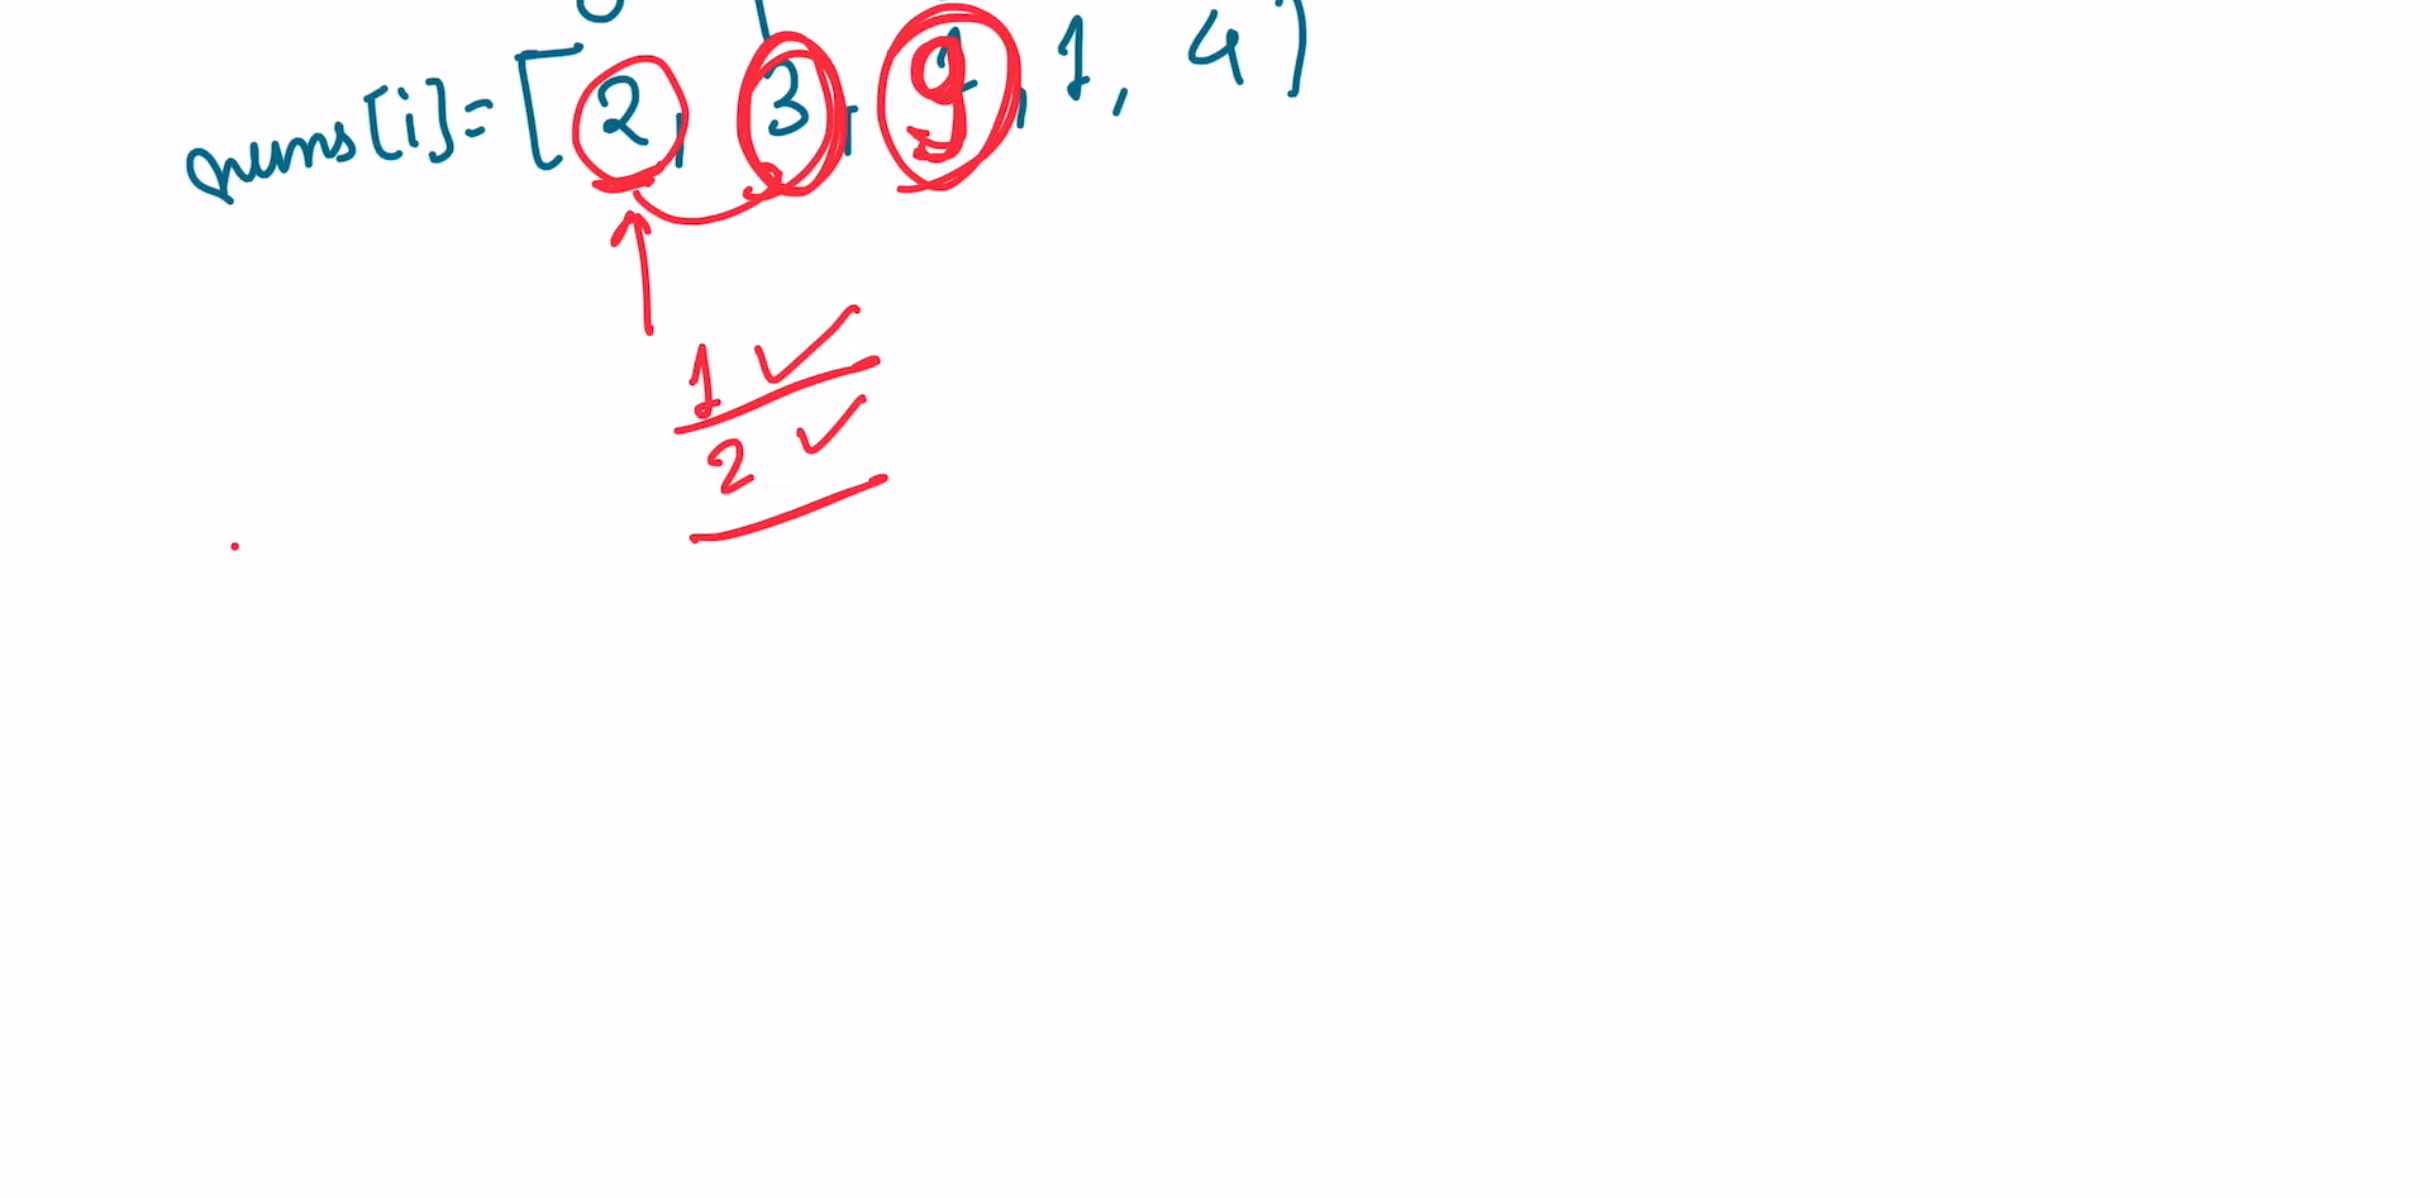 nums[i]= [2, 3, 9, 1, 4]
1
2